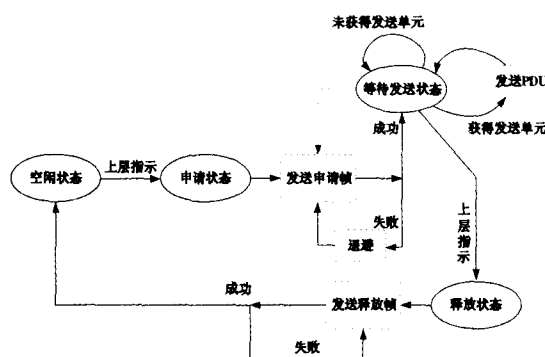 未获得发送单元
等待发送状态
发送PDU
获得发送单元
成功
空闲状态
上层指示
申请状态
发送申请帧
失败
退避
上层指示
成功
发送释放帧
释放状态
失败